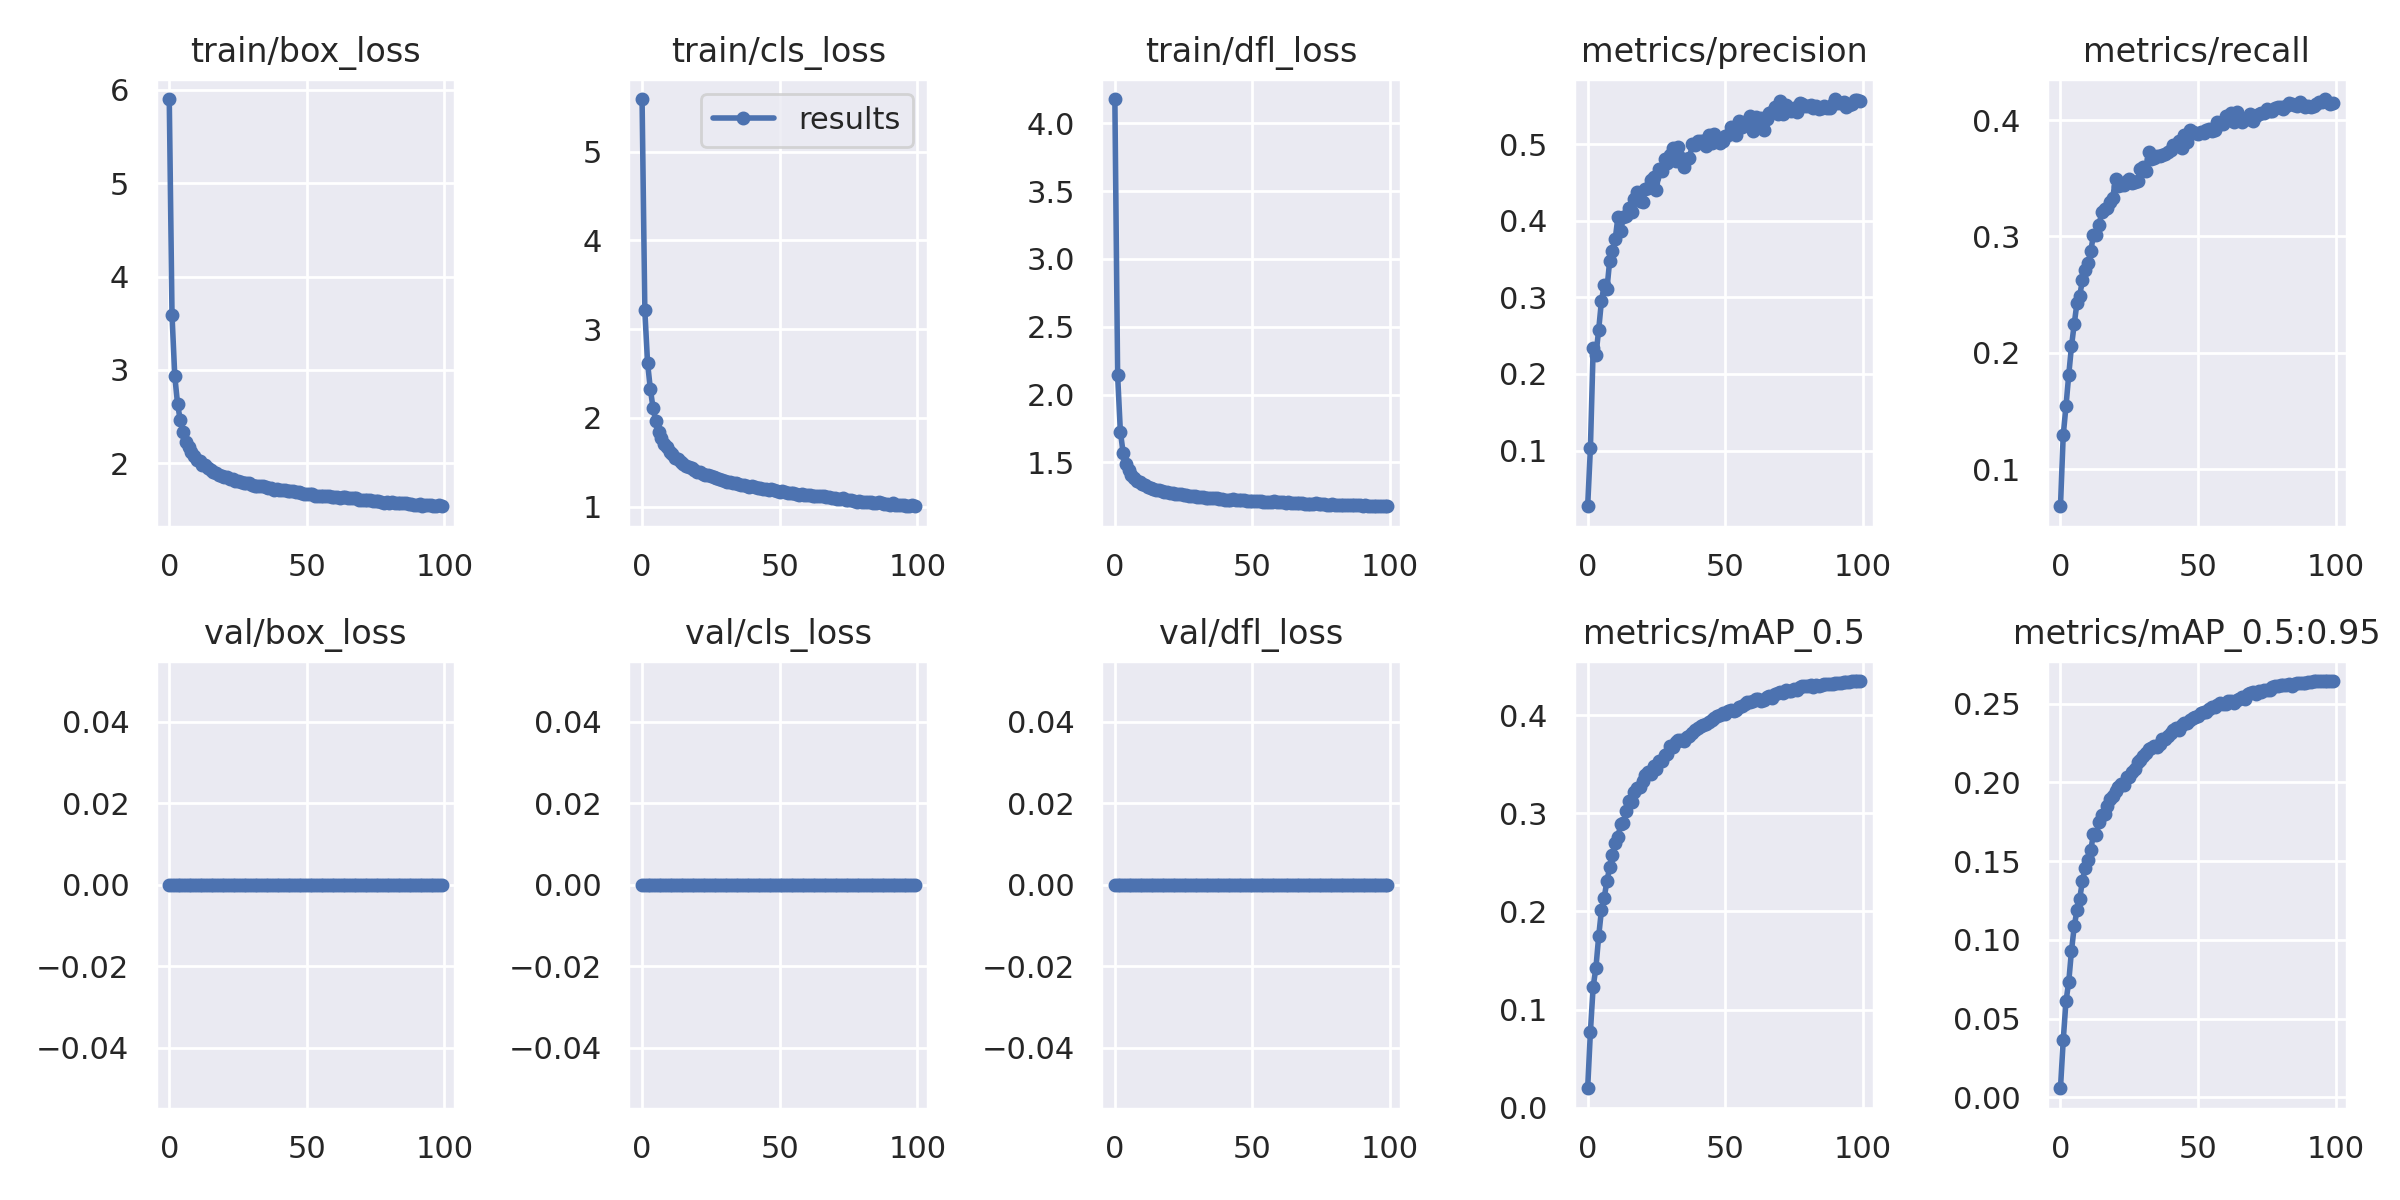 train/box_loss
6
5
4
3
2
0 50 100
train/cls_loss
results
5
4
3
2
1
0 50 100
train/dfl_loss
4.0
3.5
3.0
2.5
2.0
1.5
0 50 100
metrics/precision
0.5
0.4
0.3
0.2
0.1
0 50 100
metrics/recall
0.4
0.3
0.2
0.1
0 50 100
val/box_loss
0.04
0.02
0.00
−0.02
−0.04
0 50 100
val/cls_loss
0.04
0.02
0.00
−0.02
−0.04
0 50 100
val/dfl_loss
0.04
0.02
0.00
−0.02
−0.04
0 50 100
metrics/mAP_0.5
0.4
0.3
0.2
0.1
0.0
0 50 100
metrics/mAP_0.5:0.95
0.25
0.20
0.15
0.10
0.05
0.00
0 50 100